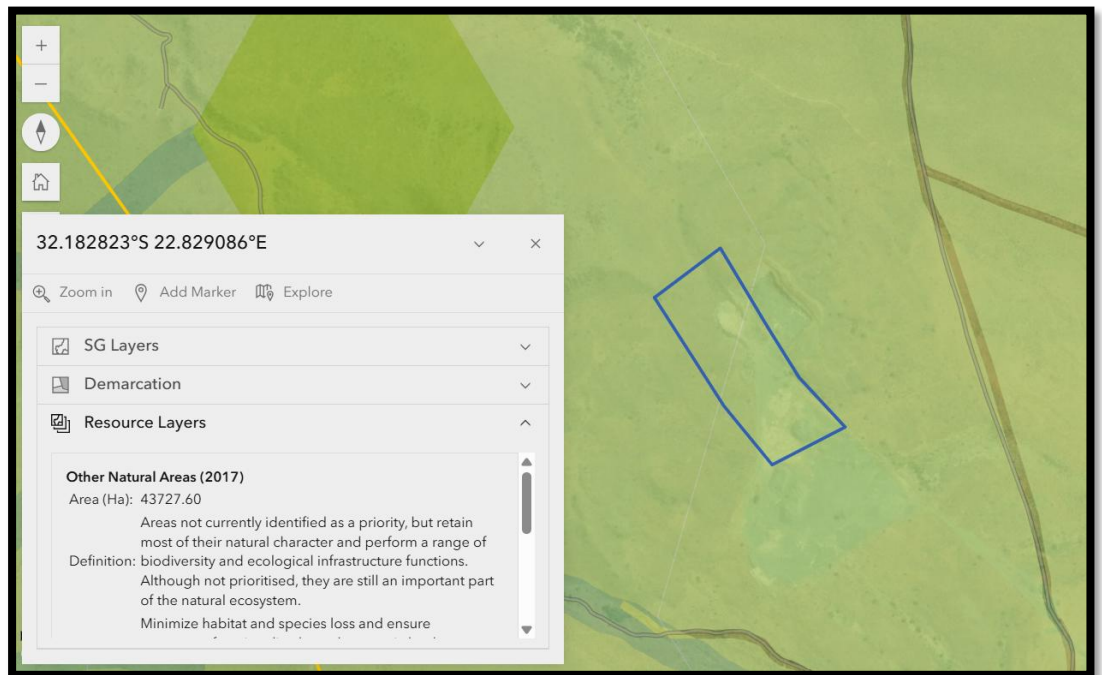 32.182823°S 22.829086°E
Zoom in Add Marker Explore
SG Layers
Demarcation
Resource Layers
Other Natural Areas (2017)
Area (Ha): 43727.60
Areas not currently identified as a priority, but retain
most of their natural character and perform a range of
Definition: biodiversity and ecological infrastructure functions.
Although not prioritised, they are still an important part
of the natural ecosystem.
Minimize habitat and species loss and ensure